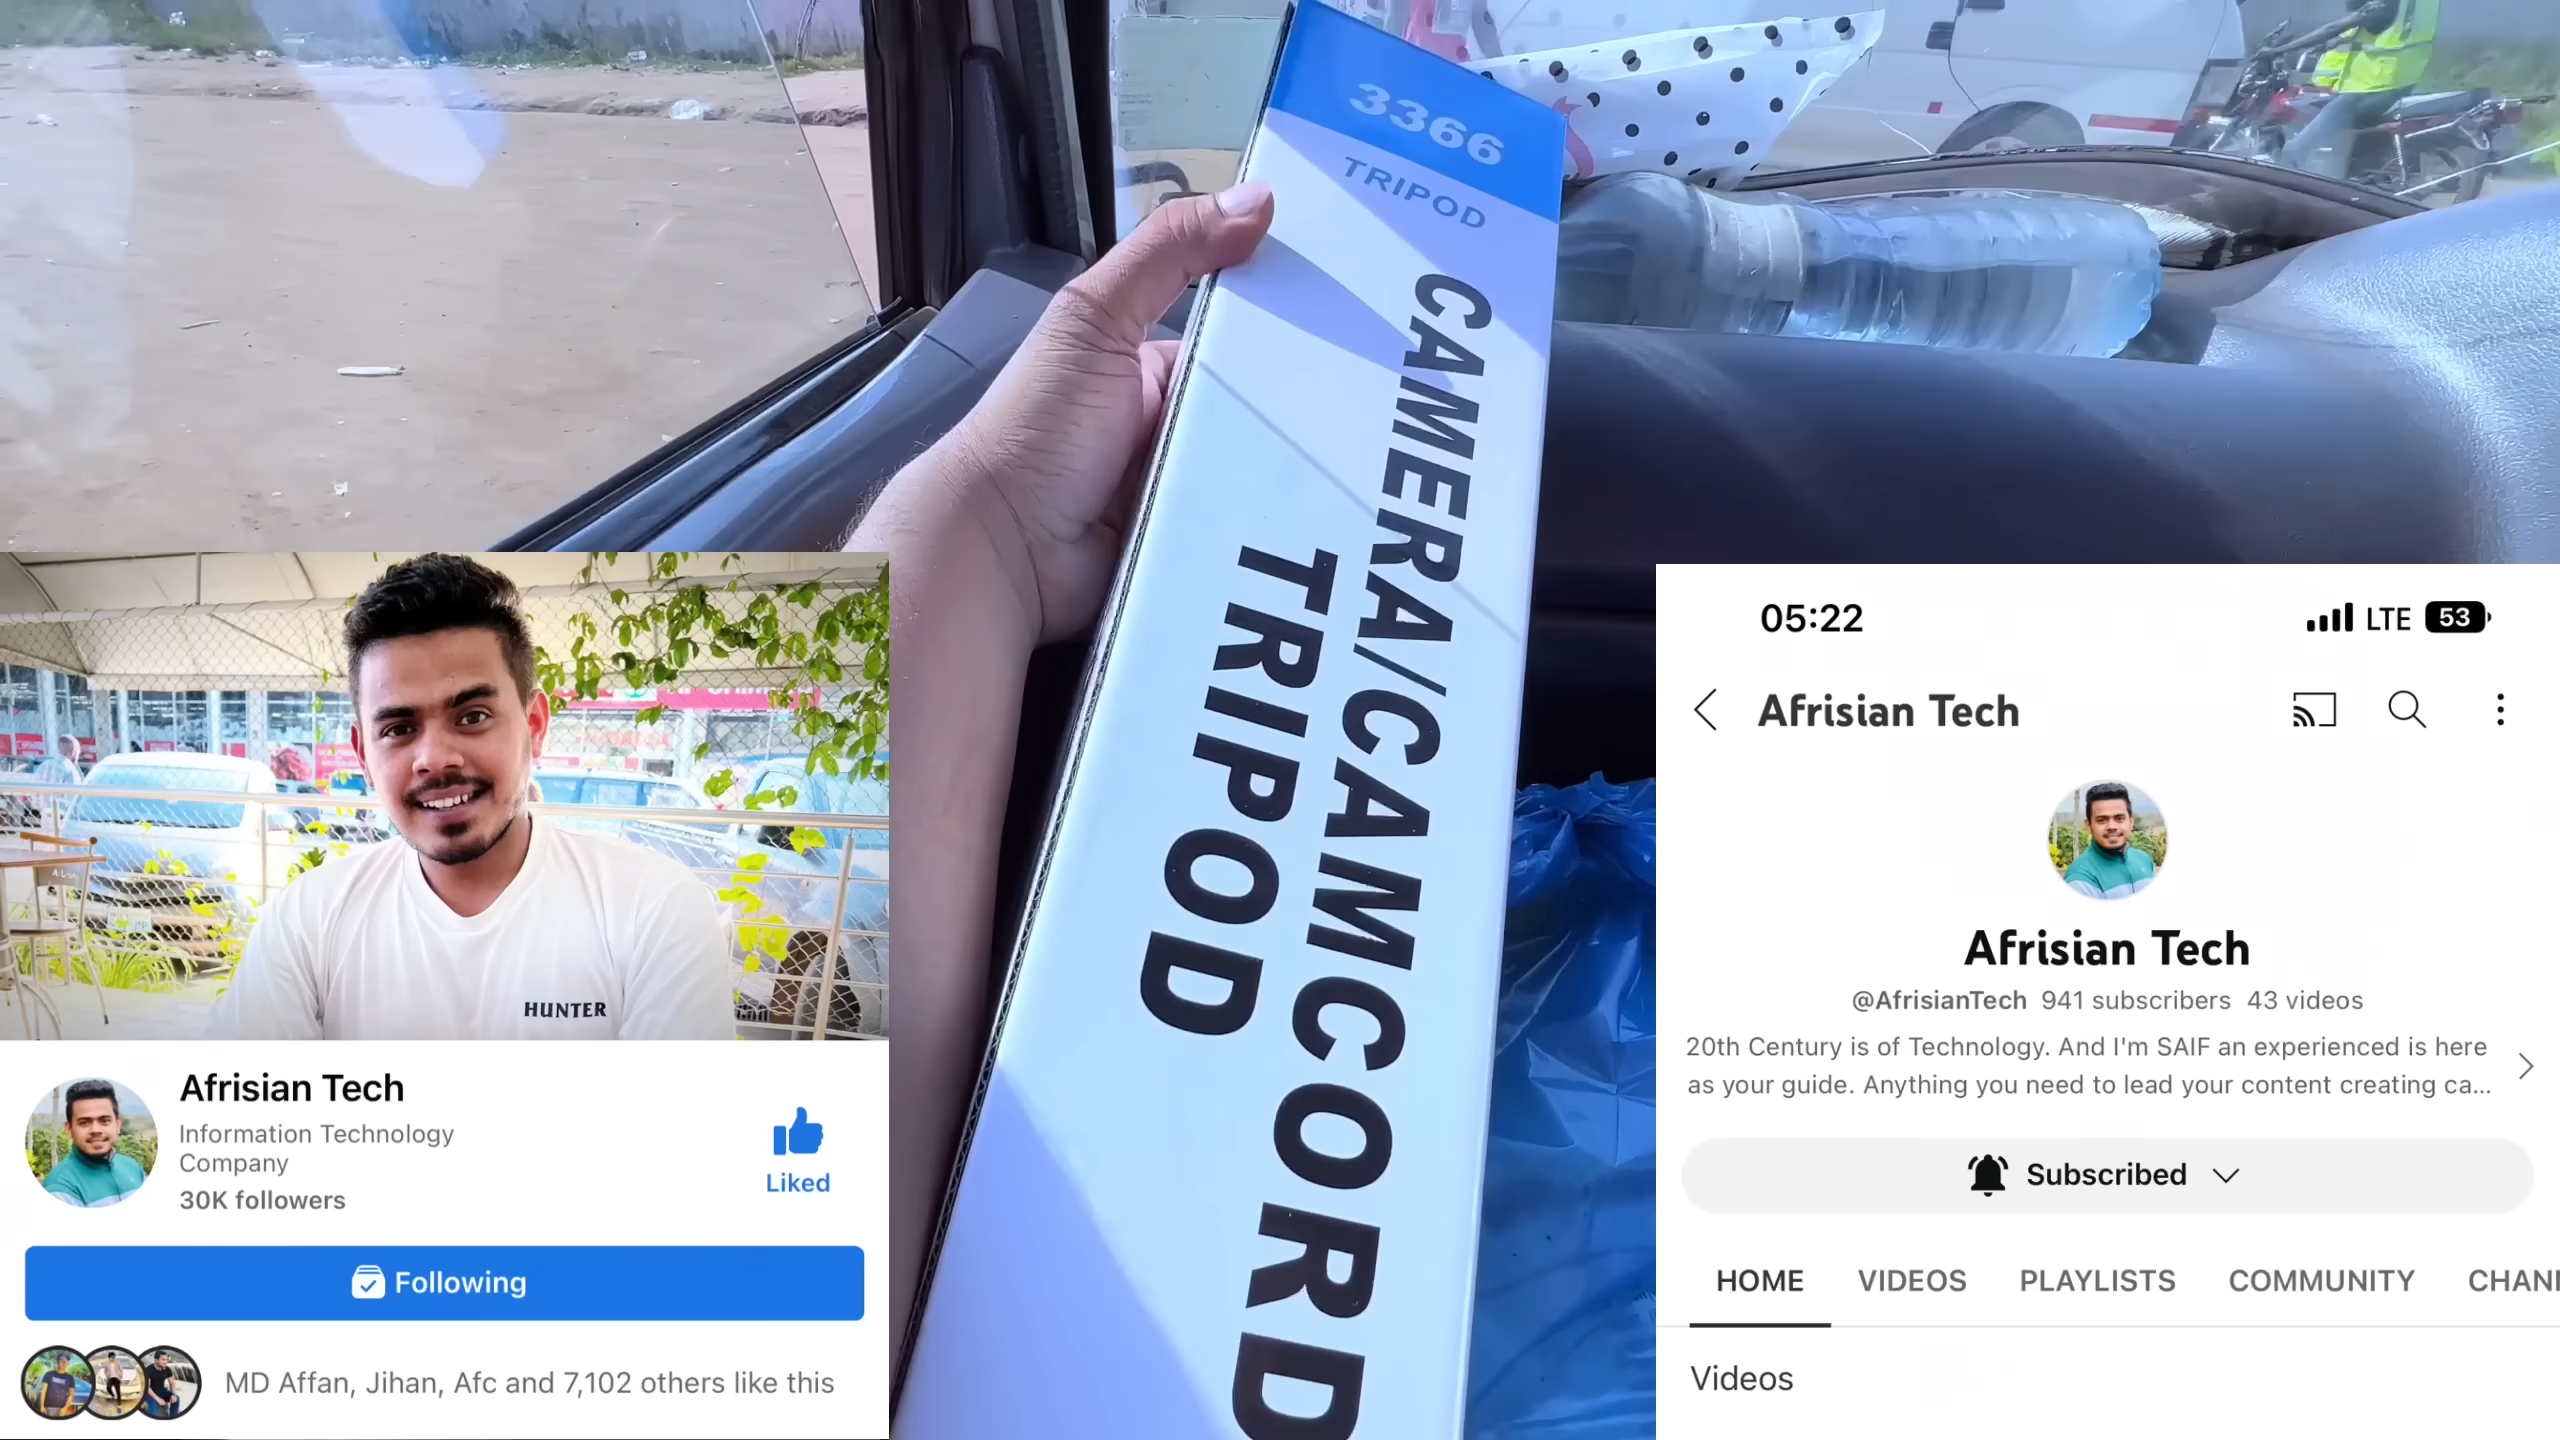 3366
TRIPOD
CAMERA/CAMCORD
TRIPOD
HUNTER
Afrisian Tech
Information Technology
Company
30K followers
Liked
Following
MD Affan, Jihan, Afc and 7,102 others like this
05:22
LTE 53
Afrisian Tech
Afrisian Tech
@AfrisianTech 941 subscribers 43 videos
20th Century is of Technology. And I'm SAIF an experienced is here
as your guide. Anything you need to lead your content creating ca...
Subscribed
HOME VIDEOS PLAYLISTS COMMUNITY CHAN
Videos